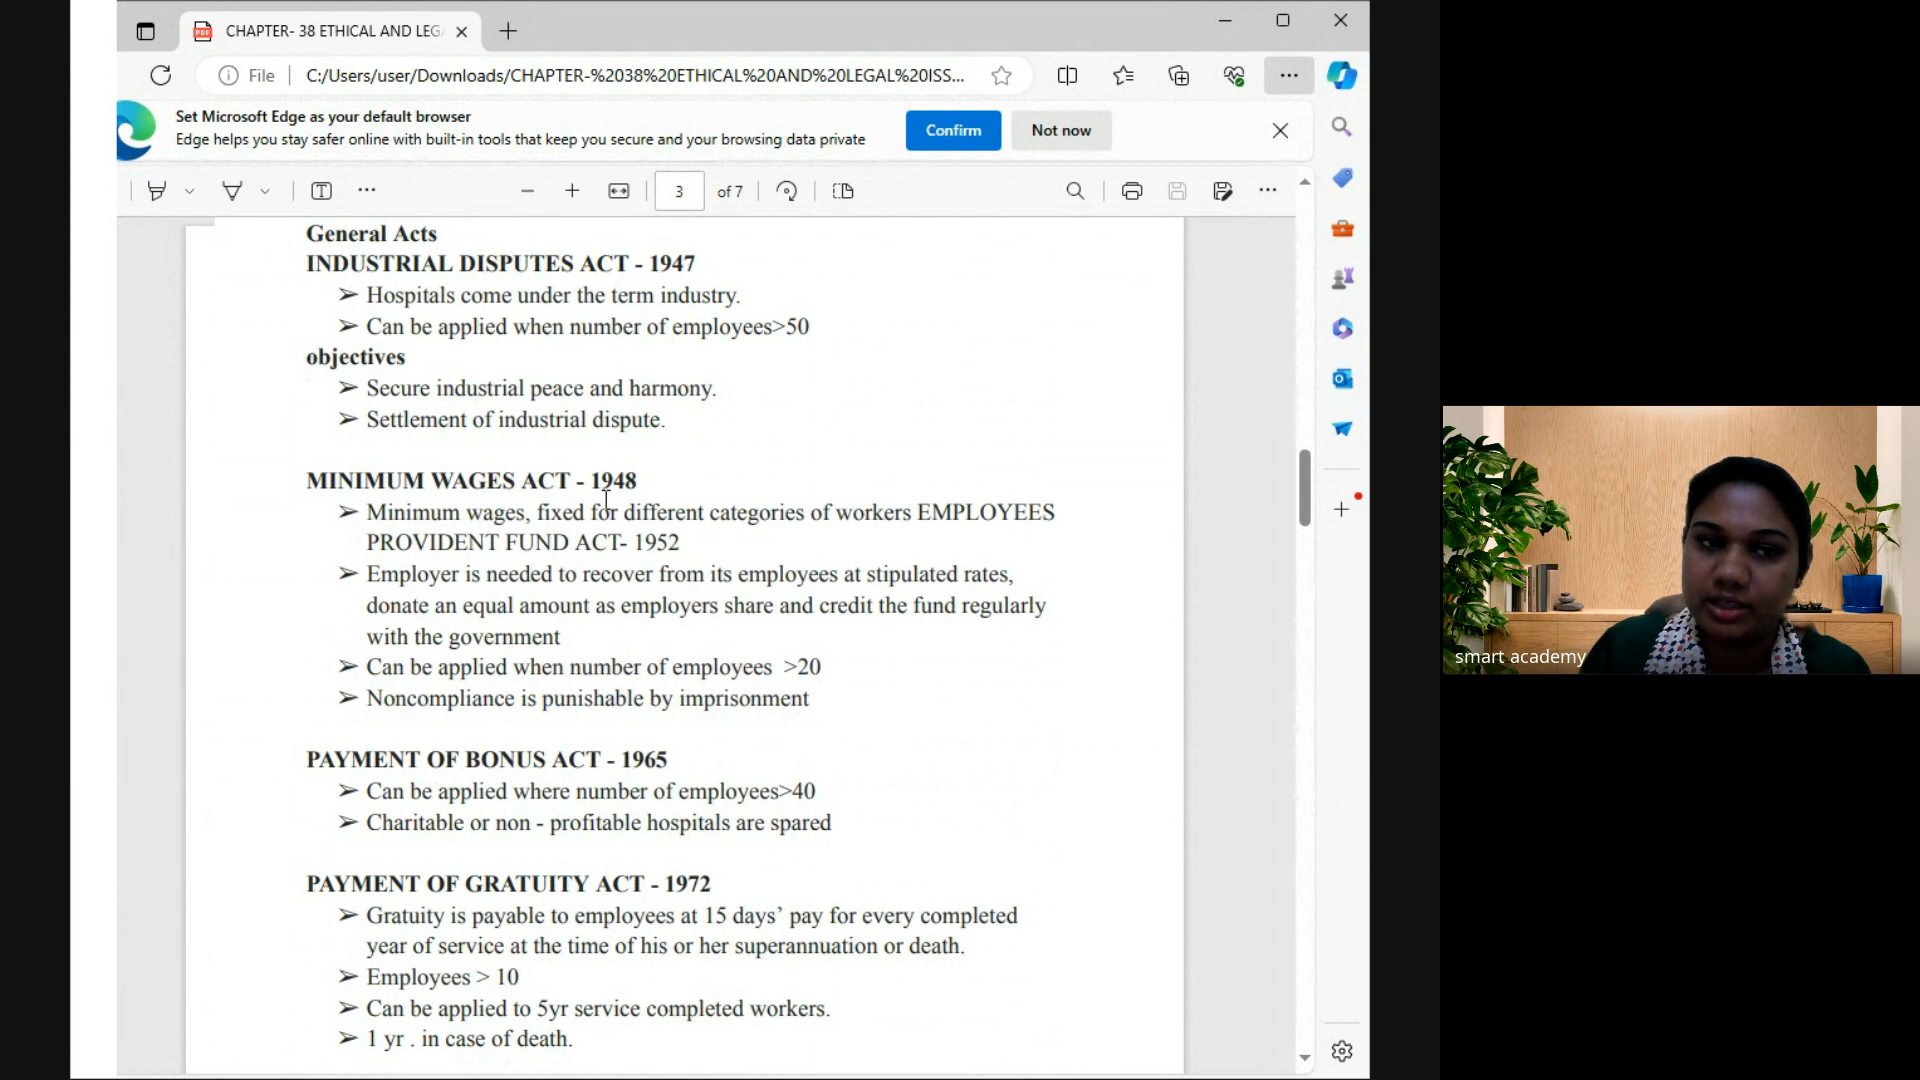 CHAPTER- 38 ETHICAL AND LEG
File
C:/Users/user/Downloads/CHAPTER-%2038%20ETHICAL%20AND%20LEGAL%20ISS...
Set Microsoft Edge as your default browser
Edge helps you stay safer online with built-in tools that keep you secure and your browsing data private
Confirm
Not now
3 of 7
General Acts
INDUSTRIAL DISPUTES ACT - 1947
➢ Hospitals come under the term industry.
➢ Can be applied when number of employees>50
objectives
➢ Secure industrial peace and harmony.
➢ Settlement of industrial dispute.
MINIMUM WAGES ACT - 1948
➢ Minimum wages, fixed for different categories of workers EMPLOYEES
PROVIDENT FUND ACT- 1952
➢ Employer is needed to recover from its employees at stipulated rates,
donate an equal amount as employers share and credit the fund regularly
with the government
➢ Can be applied when number of employees >20
➢ Noncompliance is punishable by imprisonment
PAYMENT OF BONUS ACT - 1965
➢ Can be applied where number of employees>40
➢ Charitable or non - profitable hospitals are spared
PAYMENT OF GRATUITY ACT - 1972
➢ Gratuity is payable to employees at 15 days’ pay for every completed
year of service at the time of his or her superannuation or death.
➢ Employees > 10
➢ Can be applied to 5yr service completed workers.
➢ 1 yr . in case of death.
smart academy